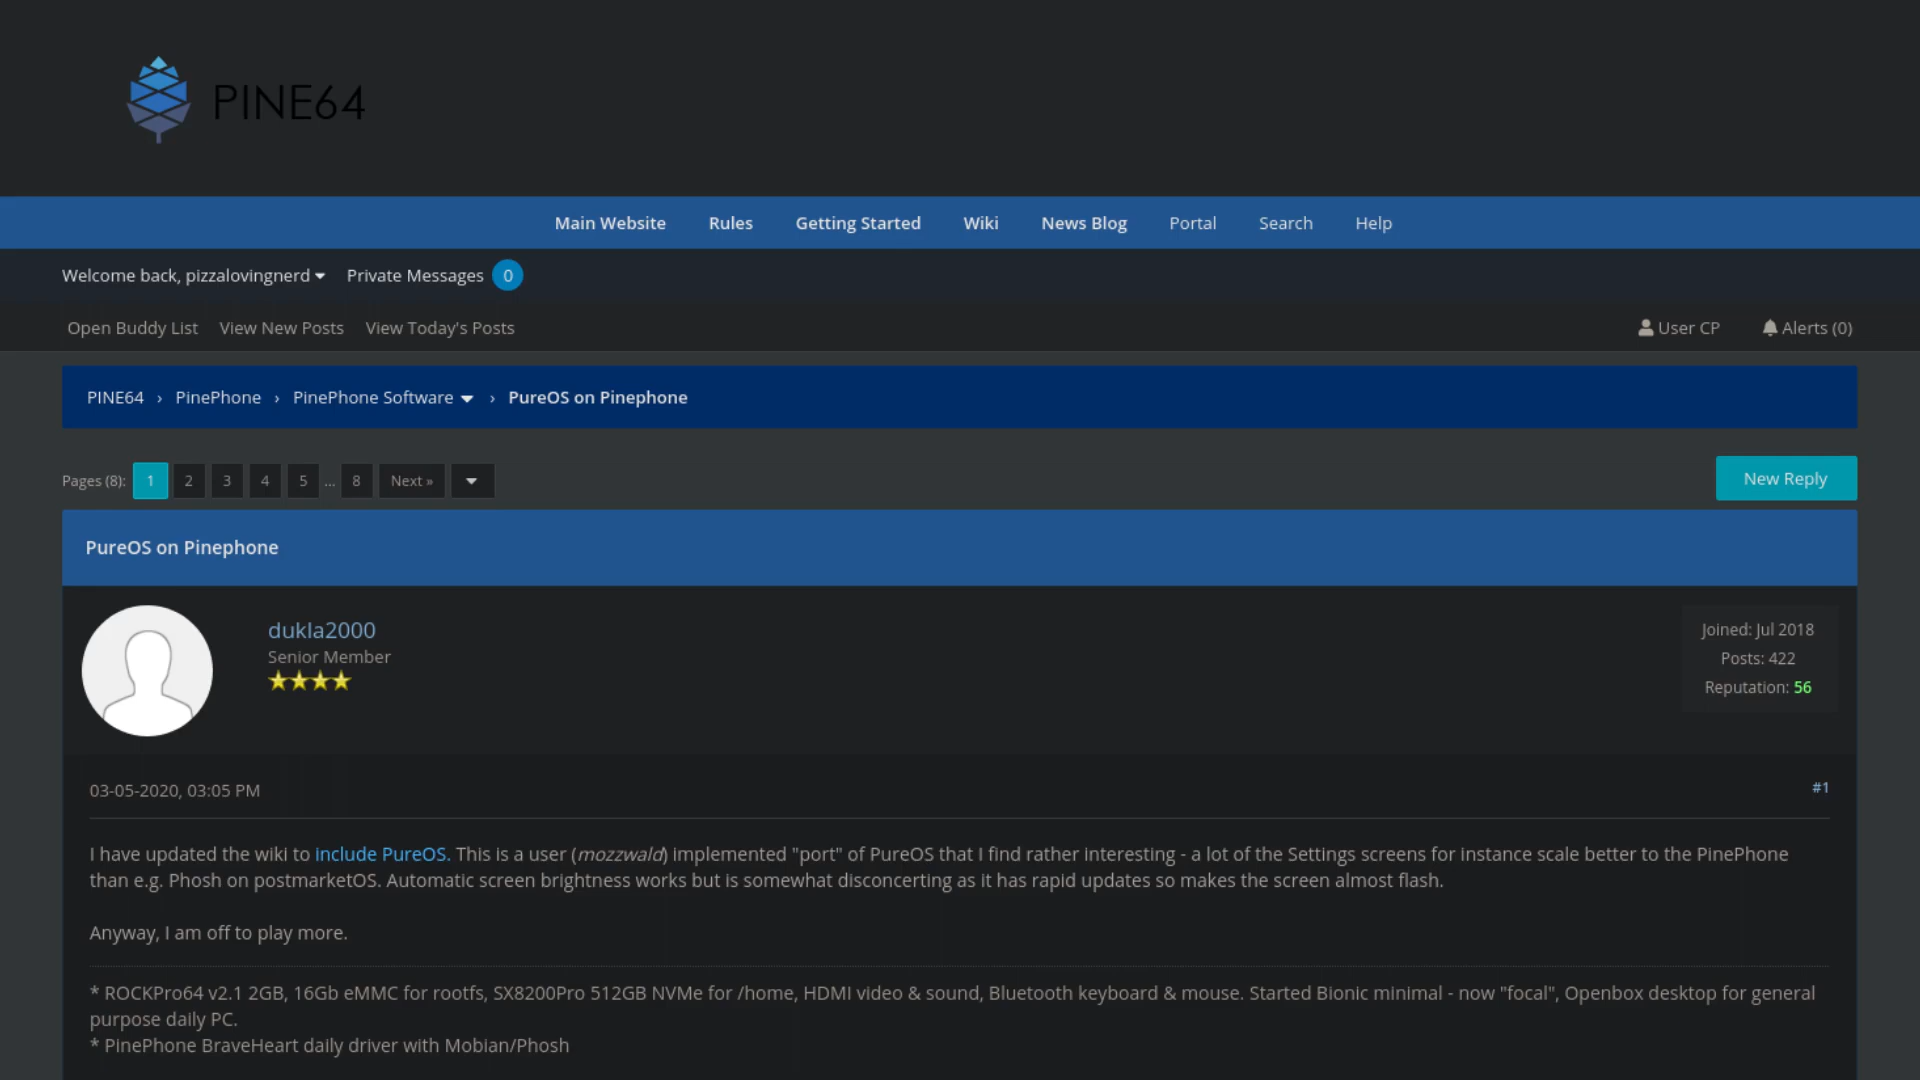 PINE64
Main Website Rules Getting Started Wiki News Blog Portal Search Help
Welcome back, pizzalovingnerd Private Messages 0
Open Buddy List View New Posts View Today's Posts User CP Alerts (0)
PINE64 › PinePhone › PinePhone Software › PureOS on Pinephone
Pages (8): 1 2 3 4 5 ... 8 Next » New Reply
PureOS on Pinephone
dukla2000
Senior Member
Joined: Jul 2018
Posts: 422
Reputation: 56
03-05-2020, 03:05 PM #1
I have updated the wiki to include PureOS. This is a user (mozzwald) implemented "port" of PureOS that I find rather interesting - a lot of the Settings screens for instance scale better to the PinePhone
than e.g. Phosh on postmarketOS. Automatic screen brightness works but is somewhat disconcerting as it has rapid updates so makes the screen almost flash.
Anyway, I am off to play more.
* ROCKPro64 v2.1 2GB, 16Gb eMMC for rootfs, SX8200Pro 512GB NVMe for /home, HDMI video & sound, Bluetooth keyboard & mouse. Started Bionic minimal - now "focal", Openbox desktop for general
purpose daily PC.
* PinePhone BraveHeart daily driver with Mobian/Phosh